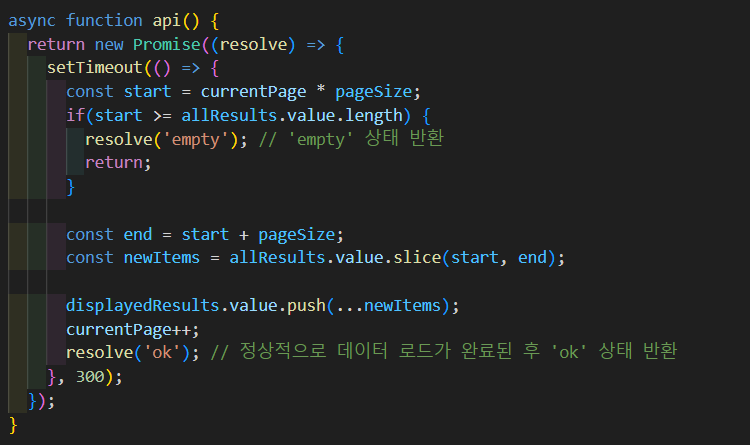 async function api() {
  return new Promise((resolve) => {
    setTimeout(() => {
      const start = currentPage * pageSize;
      if(start >= allResults.value.length) {
        resolve('empty'); // 'empty' 상태 반환
        return;
      }

      const end = start + pageSize;
      const newItems = allResults.value.slice(start, end);

      displayedResults.value.push(...newItems);
      currentPage++;
      resolve('ok'); // 정상적으로 데이터 로드가 완료된 후 'ok' 상태 반환
    }, 300);
  });
}